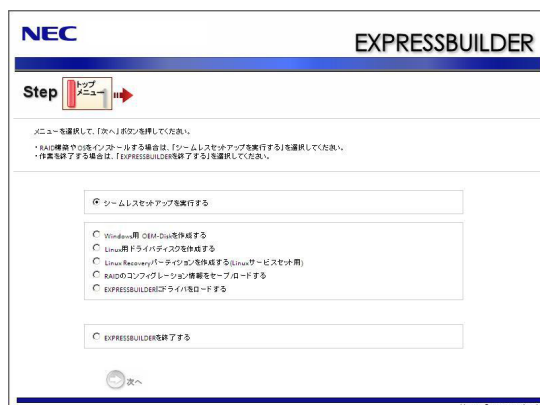 NEC
EXPRESSBUILDER
Step
トップ
メニュー
メニューを選択して、「次へ」ボタンを押してください。
・RAID構築やOSをインストールする場合は、「シームレスセットアップを実行する」を選択してください。
・作業を終了する場合は、「EXPRESSBUILDERを終了する」を選択してください。
シームレスセットアップを実行する
Windows用 OEM-Diskを作成する
Linux用ドライバディスクを作成する
Linux Recoveryパーティションを作成する(Linuxサービスセット用)
RAIDのコンフィグレーション情報をセーブ/ロードする
EXPRESSBUILDERにドライバをロードする
EXPRESSBUILDERを終了する
次へ